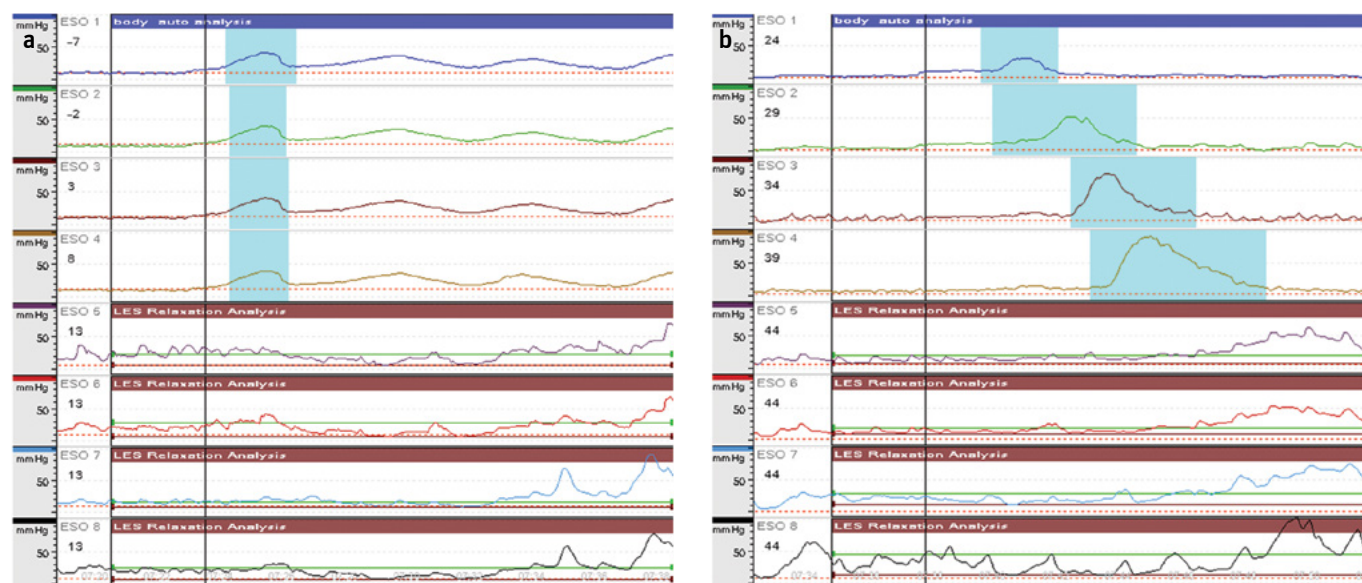 a
mmHg ESO 1 body auto analysis
-7
50
mmHg ESO 2
-2
50
mmHg ESO 3
3
50
mmHg ESO 4
8
50
mmHg ESO 5 LES Relaxation Analysis
13
50
mmHg ESO 6 LES Relaxation Analysis
13
50
mmHg ESO 7 LES Relaxation Analysis
13
50
mmHg ESO 8 LES Relaxation Analysis
13
50
b
mmHg ESO 1 body auto analysis
24
50
mmHg ESO 2
29
50
mmHg ESO 3
34
50
mmHg ESO 4
39
50
mmHg ESO 5 LES Relaxation Analysis
44
50
mmHg ESO 6 LES Relaxation Analysis
44
50
mmHg ESO 7 LES Relaxation Analysis
44
50
mmHg ESO 8 LES Relaxation Analysis
44
50